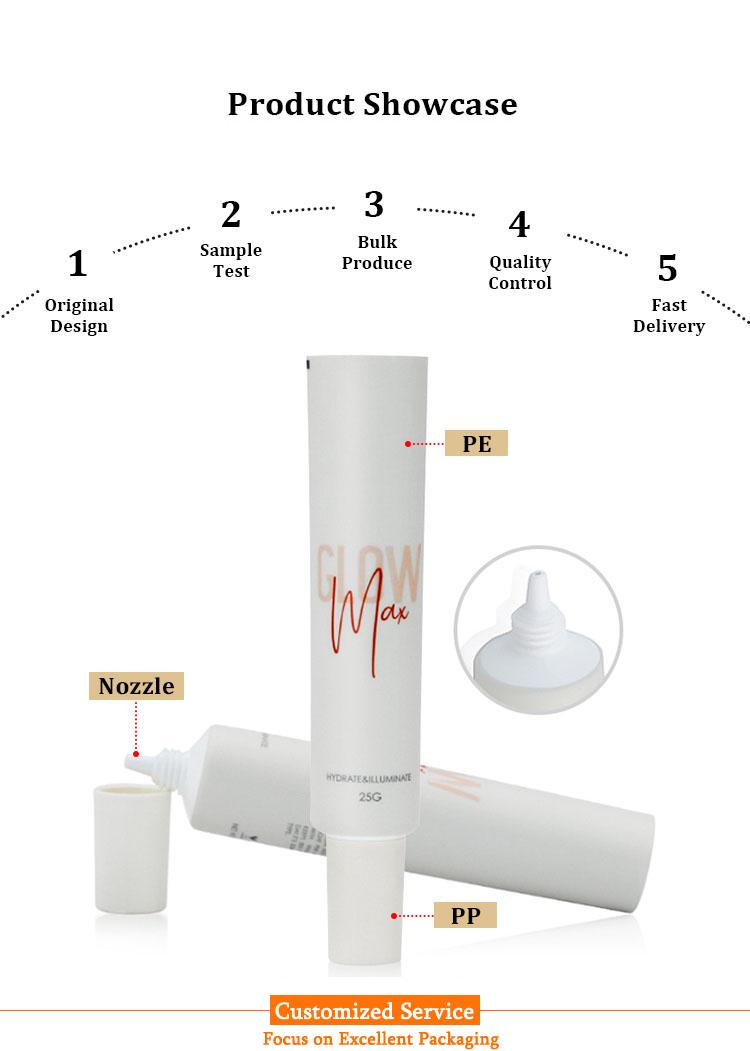 Product Showcase
1
Original
Design
2
Sample
Test
3
Bulk
Produce
4
Quality
Control
5
Fast
Delivery
PE
GLOW
Max
Nozzle
HYDRATE&ILLUMINATE
25G
PP
Customized Service
Focus on Excellent Packaging